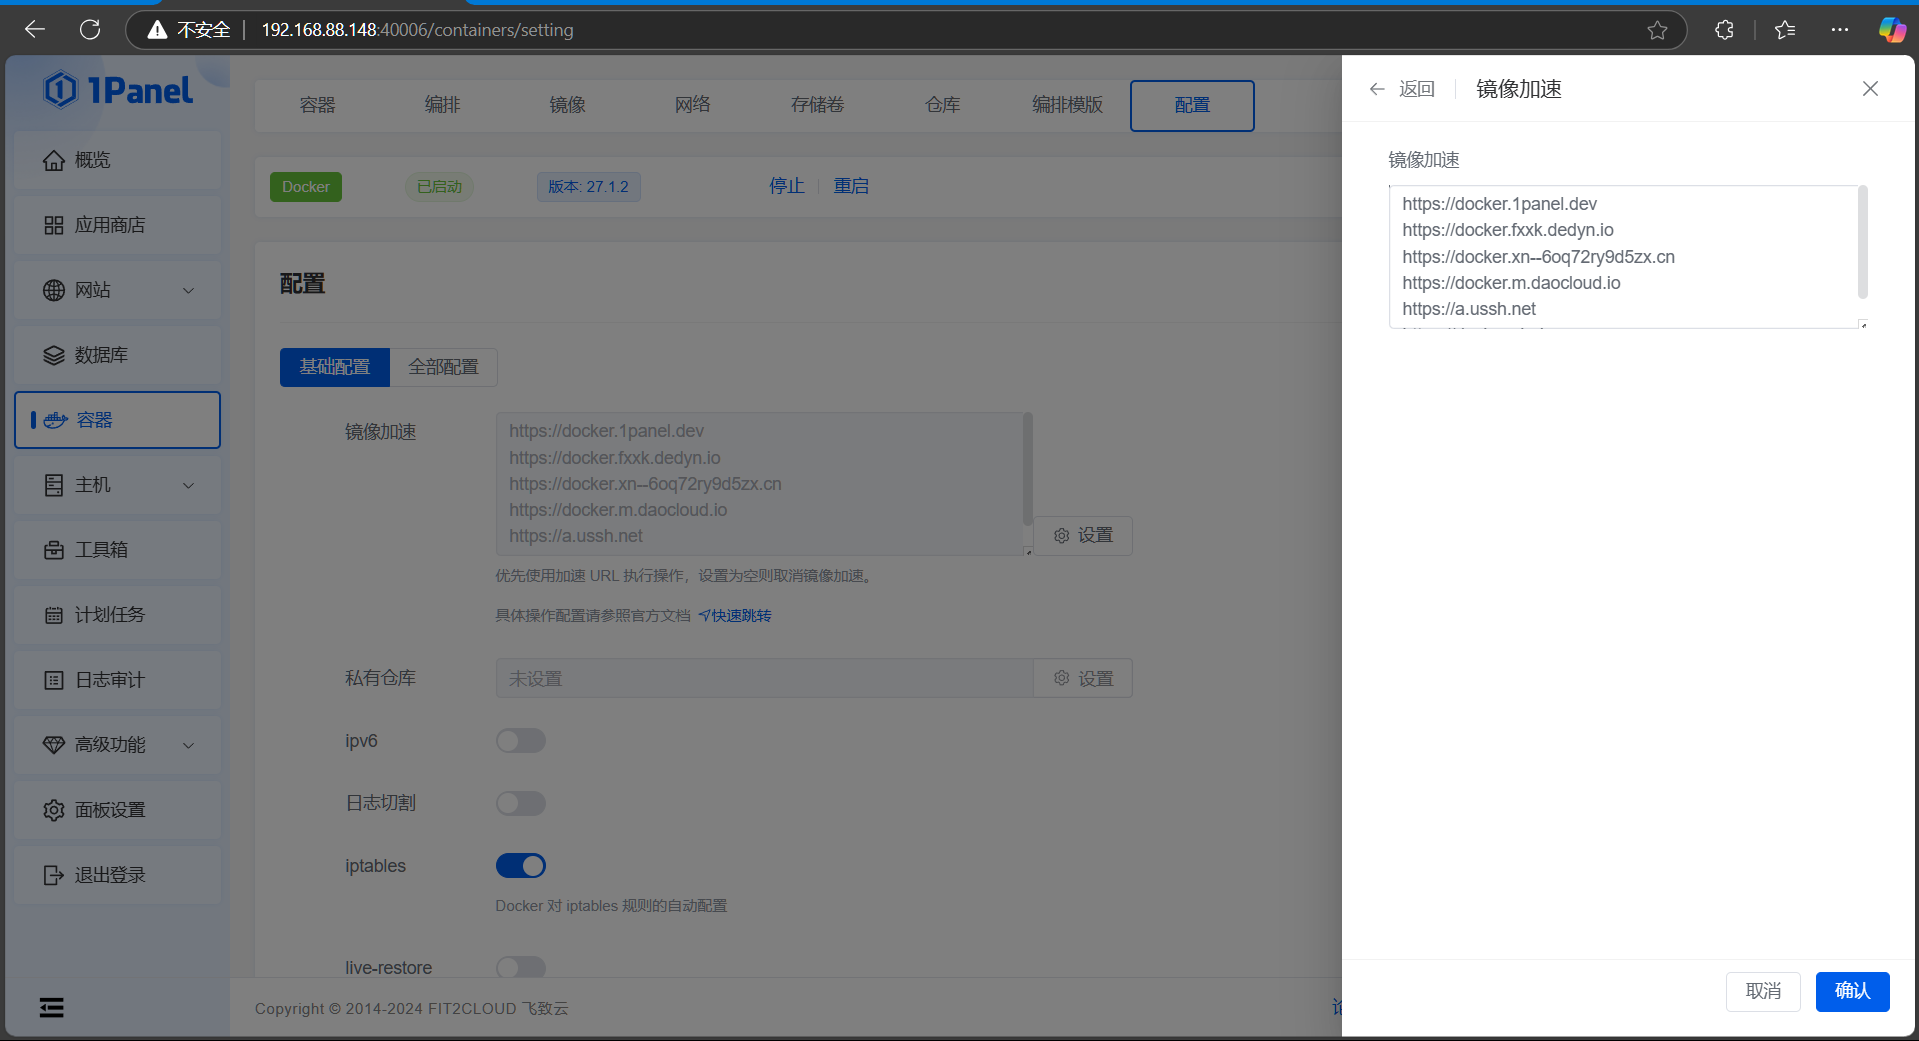 不安全
192.168.88.148:40006/containers/setting
1Panel
概览
应用商店
网站
数据库
容器
主机
工具箱
计划任务
日志审计
高级功能
面板设置
退出登录
容器
编排
镜像
网络
存储卷
仓库
编排模版
配置
Docker
已启动
版本: 27.1.2
停止
重启
配置
基础配置
全部配置
镜像加速
https://docker.1panel.dev
https://docker.fxxk.dedyn.io
https://docker.xn--6oq72ry9d5zx.cn
https://docker.m.daocloud.io
https://a.ussh.net
设置
优先使用加速 URL 执行操作，设置为空则取消镜像加速。
具体操作配置请参照官方文档 快速跳转
私有仓库
未设置
设置
ipv6
日志切割
iptables
Docker 对 iptables 规则的自动配置
live-restore
Copyright © 2014-2024 FIT2CLOUD 飞致云
返回
镜像加速
镜像加速
https://docker.1panel.dev
https://docker.fxxk.dedyn.io
https://docker.xn--6oq72ry9d5zx.cn
https://docker.m.daocloud.io
https://a.ussh.net
取消
确认